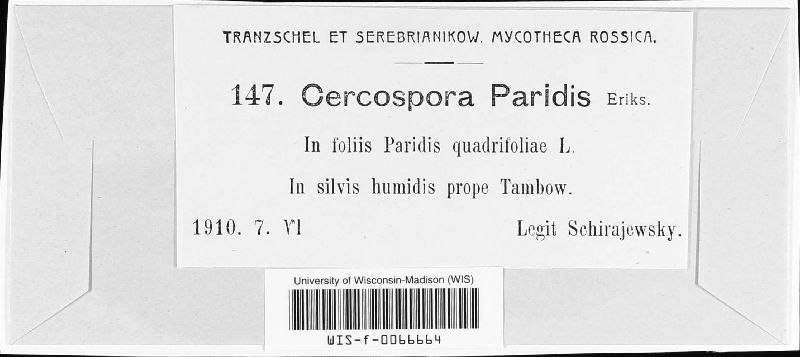 TRANZSCHEL ET SEREBRIANIKOW. MYCOTHECA ROSSICA.
147. Cercospora Paridis Eriks.
In foliis Paridis quadrifoliae L.
In silvis humidis prope Tambow.
1910. 7. VI Legit Schirajewsky.
University of Wisconsin-Madison (WIS)
WIS-f-0066664